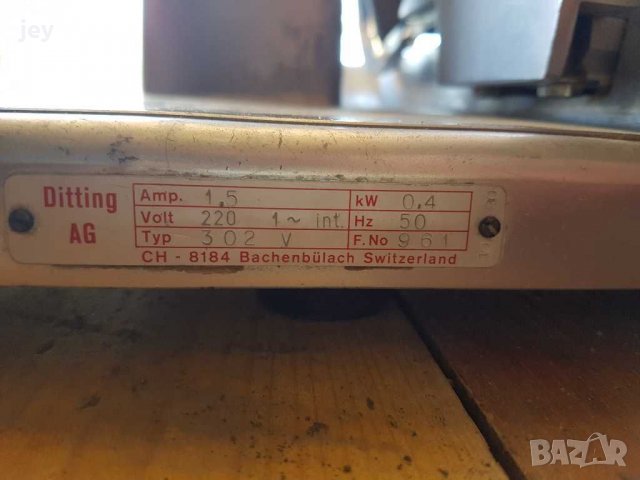 jey
Ditting AG
Amp. 1,5 kW 0,4
Volt 220 1~ int. Hz 50
Typ 302 V F.No 961
CH - 8184 Bachenbülach Switzerland
BAZAR